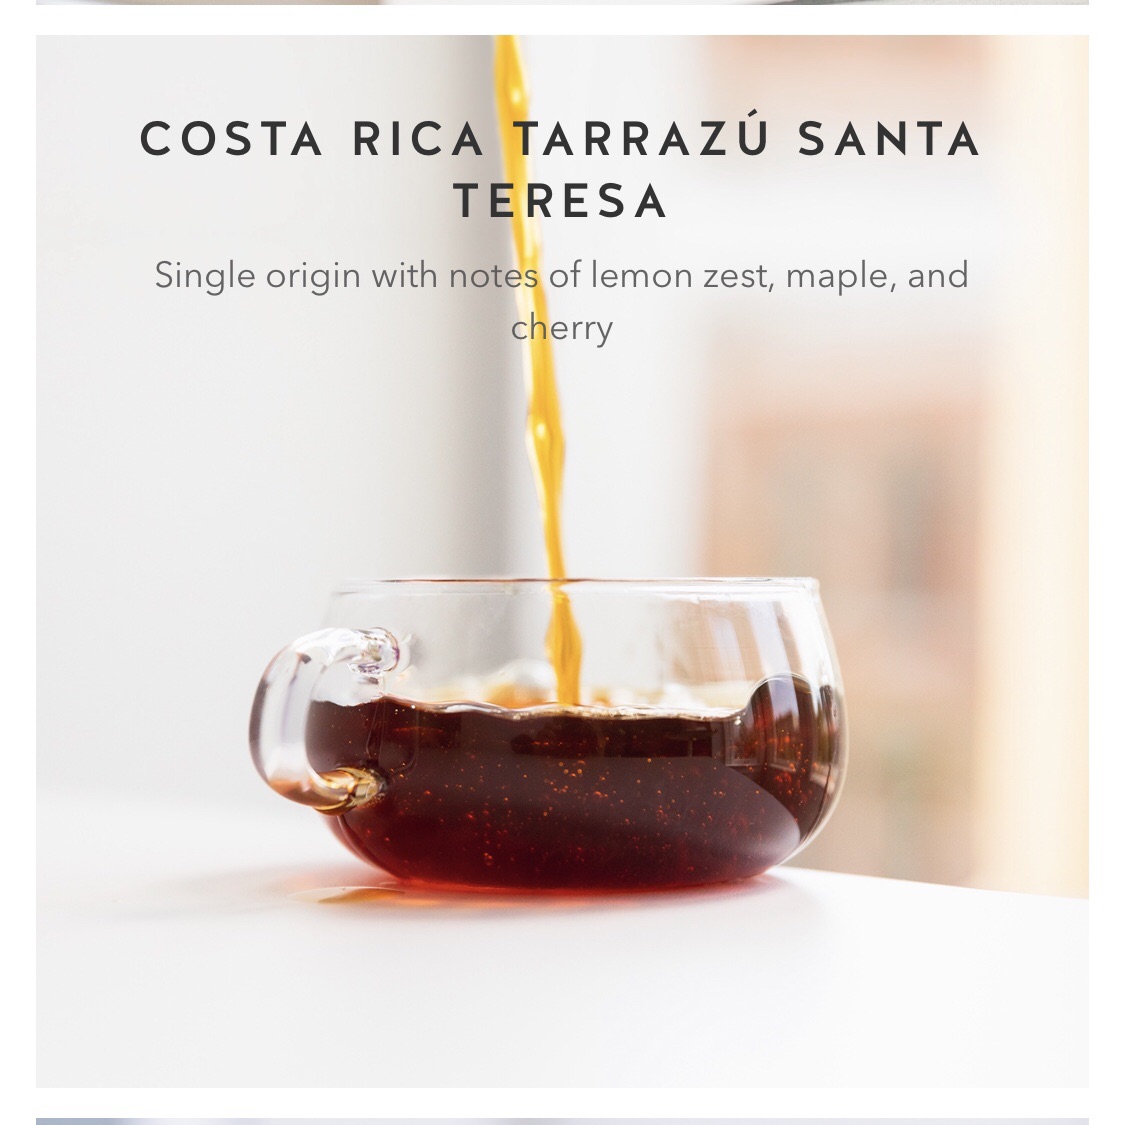 COSTA RICA TARRAZÚ SANTA
TERESA
Single origin with notes of lemon zest, maple, and
cherry